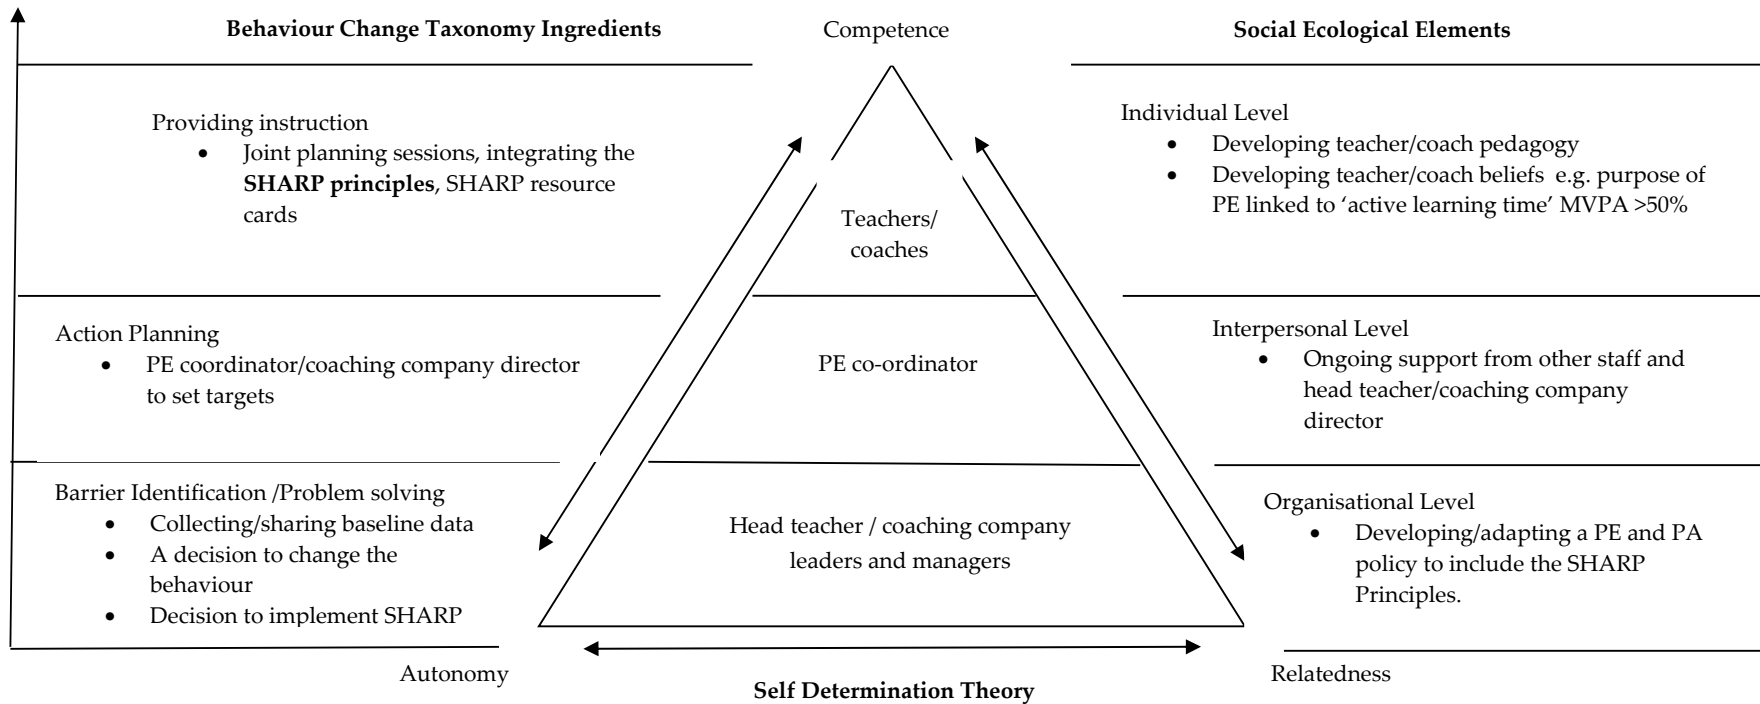 Behaviour Change Taxonomy Ingredients
Competence
Social Ecological Elements
Providing instruction
• Joint planning sessions, integrating the
SHARP principles, SHARP resource
cards
Teachers/
coaches
Individual Level
• Developing teacher/coach pedagogy
• Developing teacher/coach beliefs e.g. purpose of
PE linked to ‘active learning time’ MVPA >50%
Action Planning
• PE coordinator/coaching company director
to set targets
PE co-ordinator
Interpersonal Level
• Ongoing support from other staff and
head teacher/coaching company
director
Barrier Identification /Problem solving
• Collecting/sharing baseline data
• A decision to change the
behaviour
• Decision to implement SHARP
Head teacher / coaching company
leaders and managers
Organisational Level
• Developing/adapting a PE and PA
policy to include the SHARP
Principles.
Autonomy
Self Determination Theory
Relatedness